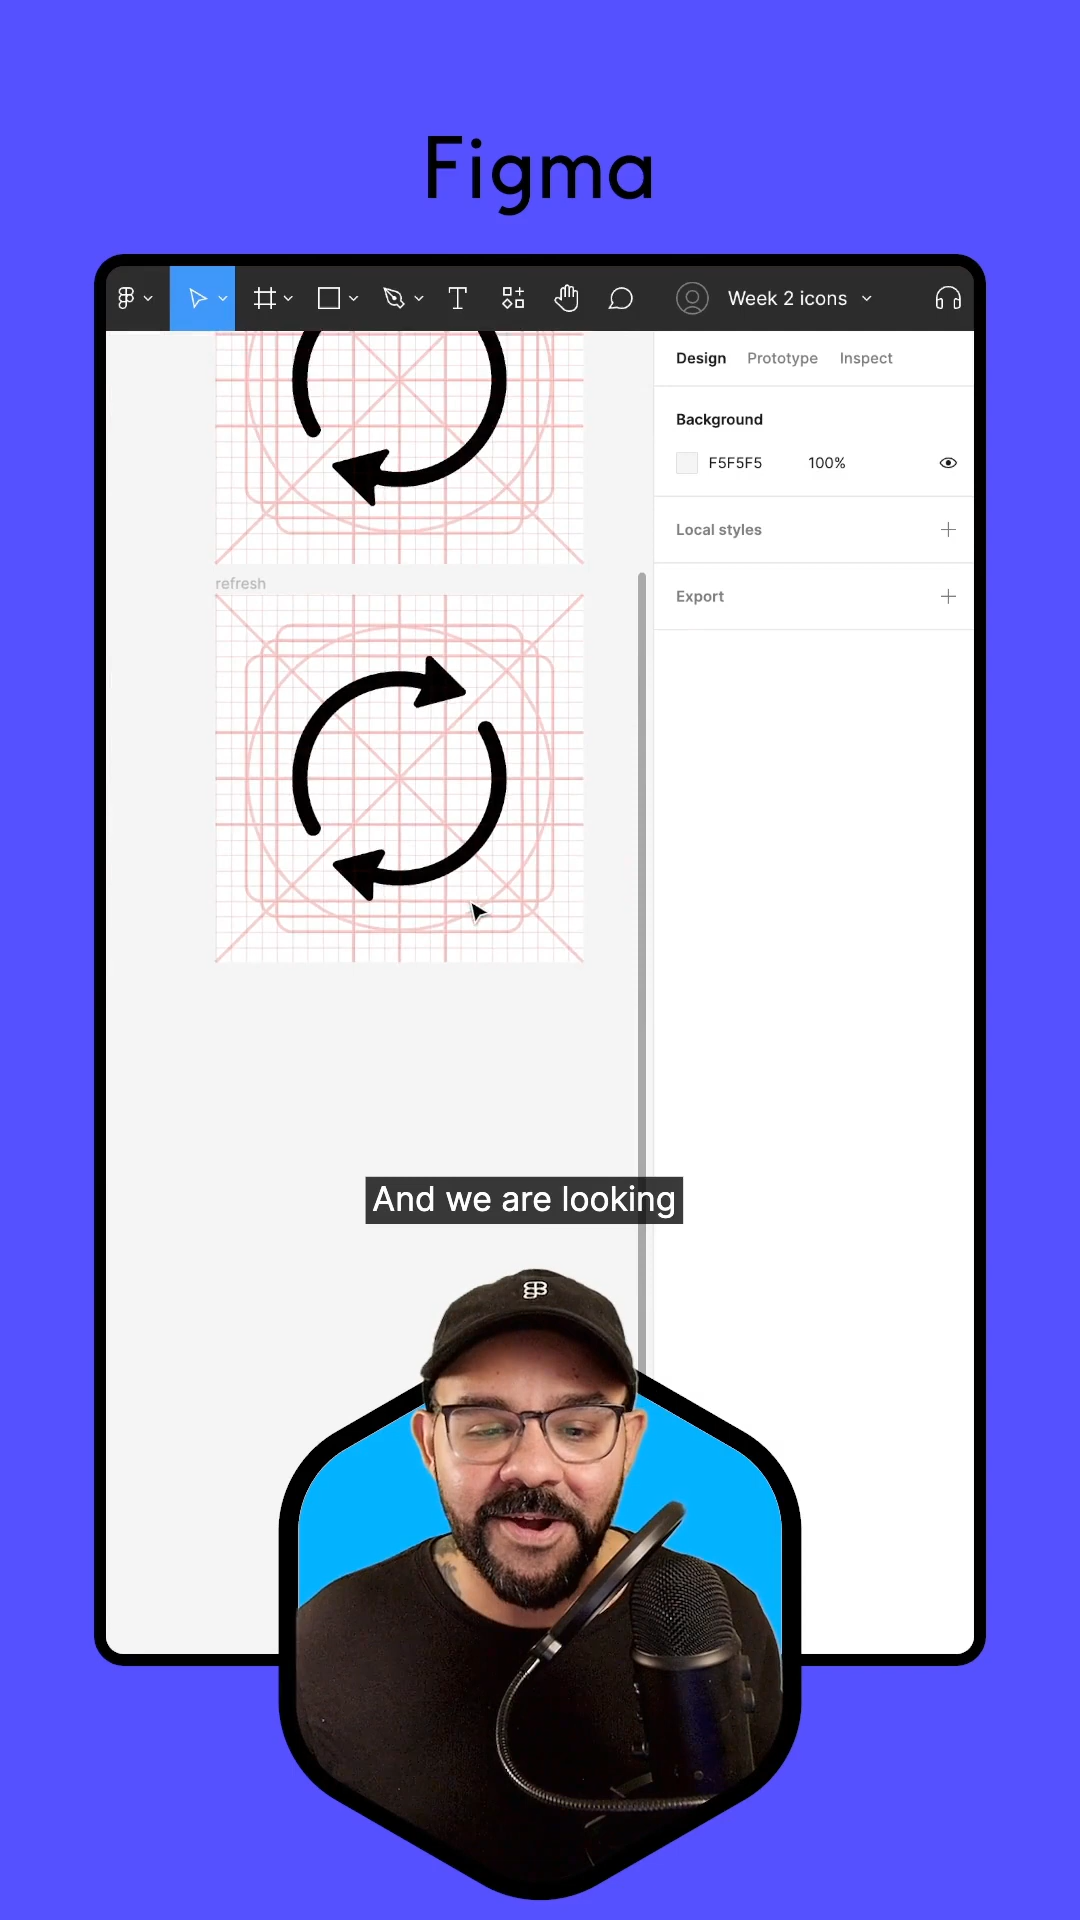 Figma
Week 2 icons
Design Prototype Inspect
Background
F5F5F5 100%
Local styles
refresh
Export
And we are looking